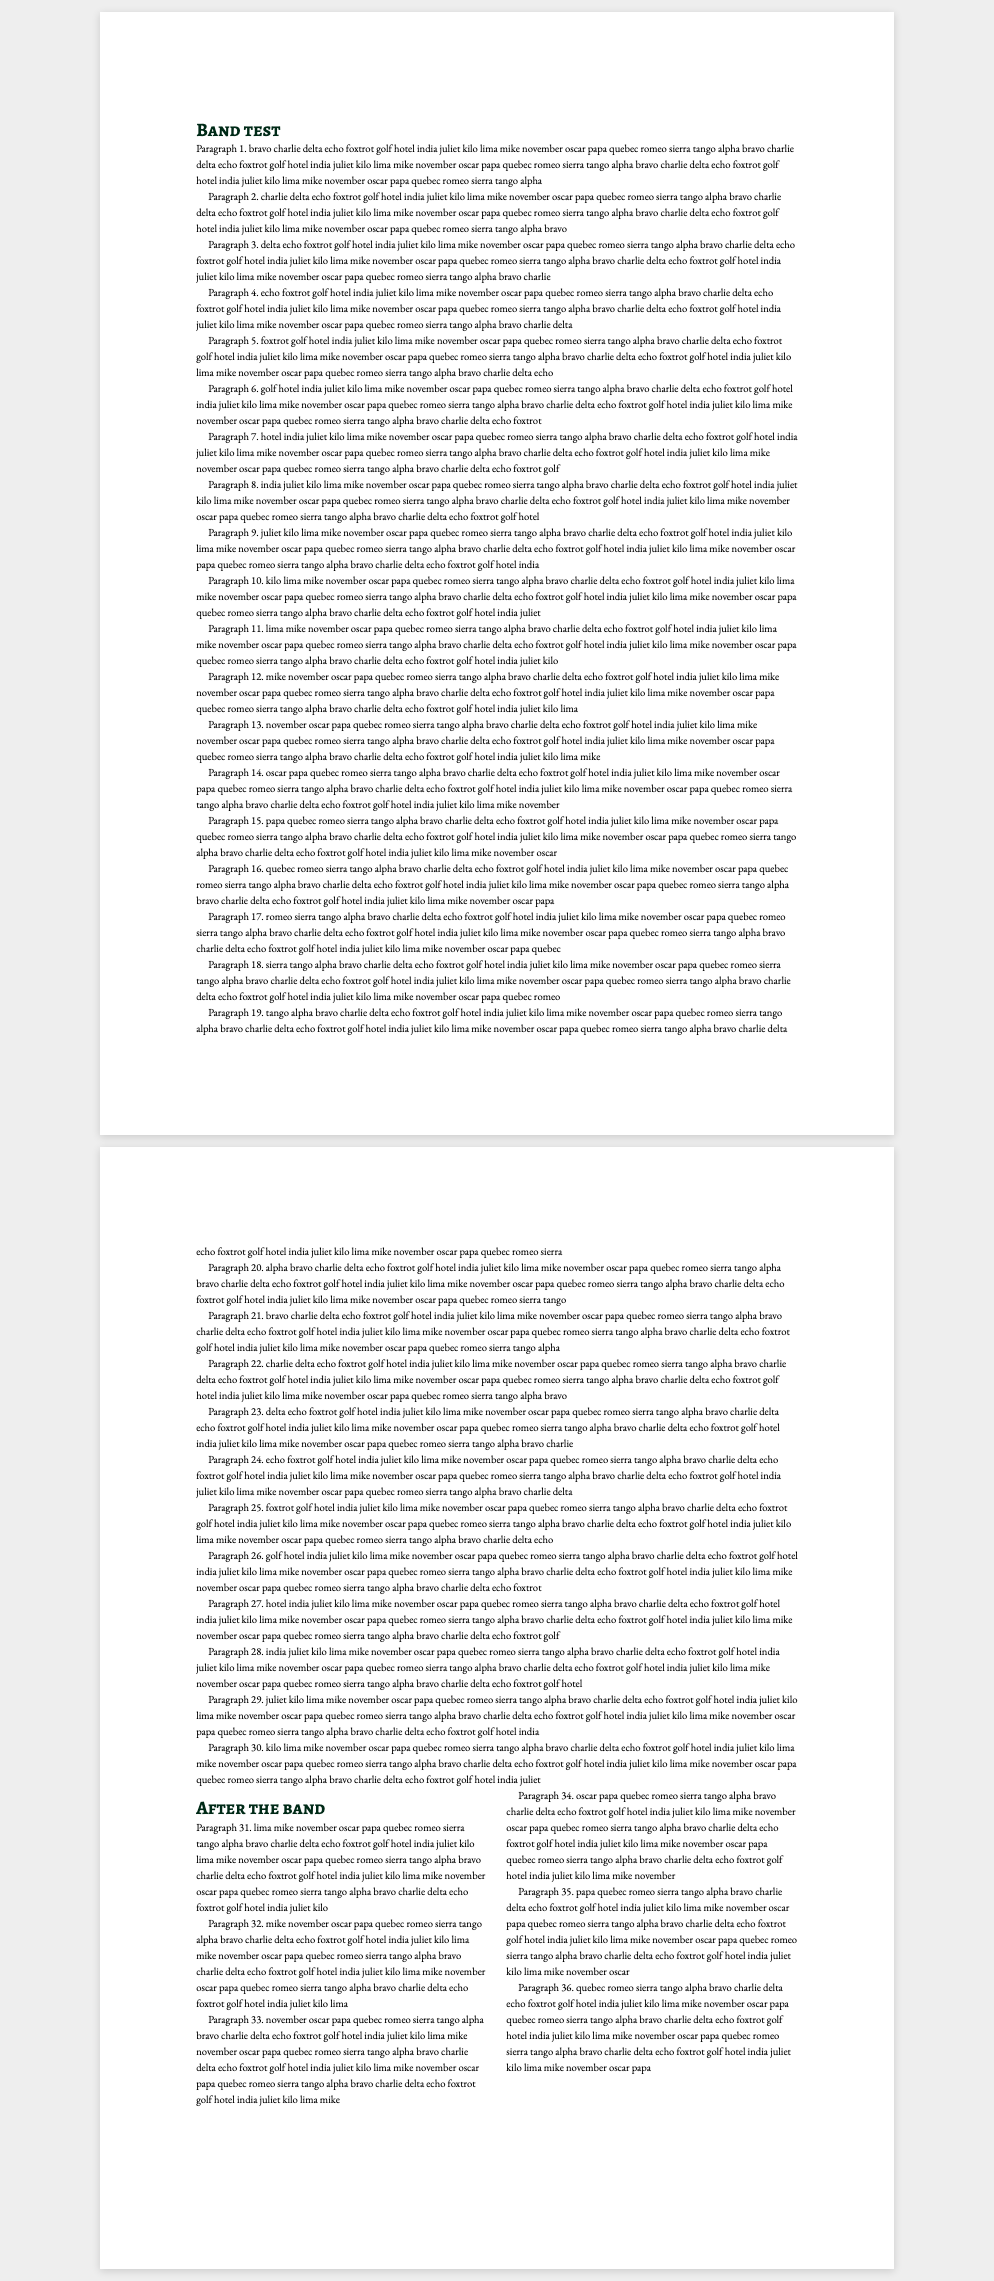 Band test
Paragraph 1. bravo charlie delta echo foxtrot golf hotel india juliet kilo lima mike november oscar papa quebec romeo sierra tango alpha bravo charlie
delta echo foxtrot golf hotel india juliet kilo lima mike november oscar papa quebec romeo sierra tango alpha bravo charlie delta echo foxtrot golf
hotel india juliet kilo lima mike november oscar papa quebec romeo sierra tango alpha
Paragraph 2. charlie delta echo foxtrot golf hotel india juliet kilo lima mike november oscar papa quebec romeo sierra tango alpha bravo charlie
delta echo foxtrot golf hotel india juliet kilo lima mike november oscar papa quebec romeo sierra tango alpha bravo charlie delta echo foxtrot golf
hotel india juliet kilo lima mike november oscar papa quebec romeo sierra tango alpha bravo
Paragraph 3. delta echo foxtrot golf hotel india juliet kilo lima mike november oscar papa quebec romeo sierra tango alpha bravo charlie delta echo
foxtrot golf hotel india juliet kilo lima mike november oscar papa quebec romeo sierra tango alpha bravo charlie delta echo foxtrot golf hotel india
juliet kilo lima mike november oscar papa quebec romeo sierra tango alpha bravo charlie
Paragraph 4. echo foxtrot golf hotel india juliet kilo lima mike november oscar papa quebec romeo sierra tango alpha bravo charlie delta echo
foxtrot golf hotel india juliet kilo lima mike november oscar papa quebec romeo sierra tango alpha bravo charlie delta echo foxtrot golf hotel india
juliet kilo lima mike november oscar papa quebec romeo sierra tango alpha bravo charlie delta
Paragraph 5. foxtrot golf hotel india juliet kilo lima mike november oscar papa quebec romeo sierra tango alpha bravo charlie delta echo foxtrot
golf hotel india juliet kilo lima mike november oscar papa quebec romeo sierra tango alpha bravo charlie delta echo foxtrot golf hotel india juliet kilo
lima mike november oscar papa quebec romeo sierra tango alpha bravo charlie delta echo
Paragraph 6. golf hotel india juliet kilo lima mike november oscar papa quebec romeo sierra tango alpha bravo charlie delta echo foxtrot golf hotel
india juliet kilo lima mike november oscar papa quebec romeo sierra tango alpha bravo charlie delta echo foxtrot golf hotel india juliet kilo lima mike
november oscar papa quebec romeo sierra tango alpha bravo charlie delta echo foxtrot
Paragraph 7. hotel india juliet kilo lima mike november oscar papa quebec romeo sierra tango alpha bravo charlie delta echo foxtrot golf hotel india
juliet kilo lima mike november oscar papa quebec romeo sierra tango alpha bravo charlie delta echo foxtrot golf hotel india juliet kilo lima mike
november oscar papa quebec romeo sierra tango alpha bravo charlie delta echo foxtrot golf
Paragraph 8. india juliet kilo lima mike november oscar papa quebec romeo sierra tango alpha bravo charlie delta echo foxtrot golf hotel india juliet
kilo lima mike november oscar papa quebec romeo sierra tango alpha bravo charlie delta echo foxtrot golf hotel india juliet kilo lima mike november
oscar papa quebec romeo sierra tango alpha bravo charlie delta echo foxtrot golf hotel
Paragraph 9. juliet kilo lima mike november oscar papa quebec romeo sierra tango alpha bravo charlie delta echo foxtrot golf hotel india juliet kilo
lima mike november oscar papa quebec romeo sierra tango alpha bravo charlie delta echo foxtrot golf hotel india juliet kilo lima mike november oscar
papa quebec romeo sierra tango alpha bravo charlie delta echo foxtrot golf hotel india
Paragraph 10. kilo lima mike november oscar papa quebec romeo sierra tango alpha bravo charlie delta echo foxtrot golf hotel india juliet kilo lima
mike november oscar papa quebec romeo sierra tango alpha bravo charlie delta echo foxtrot golf hotel india juliet kilo lima mike november oscar papa
quebec romeo sierra tango alpha bravo charlie delta echo foxtrot golf hotel india juliet
Paragraph 11. lima mike november oscar papa quebec romeo sierra tango alpha bravo charlie delta echo foxtrot golf hotel india juliet kilo lima
mike november oscar papa quebec romeo sierra tango alpha bravo charlie delta echo foxtrot golf hotel india juliet kilo lima mike november oscar papa
quebec romeo sierra tango alpha bravo charlie delta echo foxtrot golf hotel india juliet kilo
Paragraph 12. mike november oscar papa quebec romeo sierra tango alpha bravo charlie delta echo foxtrot golf hotel india juliet kilo lima mike
november oscar papa quebec romeo sierra tango alpha bravo charlie delta echo foxtrot golf hotel india juliet kilo lima mike november oscar papa
quebec romeo sierra tango alpha bravo charlie delta echo foxtrot golf hotel india juliet kilo lima
Paragraph 13. november oscar papa quebec romeo sierra tango alpha bravo charlie delta echo foxtrot golf hotel india juliet kilo lima mike
november oscar papa quebec romeo sierra tango alpha bravo charlie delta echo foxtrot golf hotel india juliet kilo lima mike november oscar papa
quebec romeo sierra tango alpha bravo charlie delta echo foxtrot golf hotel india juliet kilo lima mike
Paragraph 14. oscar papa quebec romeo sierra tango alpha bravo charlie delta echo foxtrot golf hotel india juliet kilo lima mike november oscar
papa quebec romeo sierra tango alpha bravo charlie delta echo foxtrot golf hotel india juliet kilo lima mike november oscar papa quebec romeo sierra
tango alpha bravo charlie delta echo foxtrot golf hotel india juliet kilo lima mike november
Paragraph 15. papa quebec romeo sierra tango alpha bravo charlie delta echo foxtrot golf hotel india juliet kilo lima mike november oscar papa
quebec romeo sierra tango alpha bravo charlie delta echo foxtrot golf hotel india juliet kilo lima mike november oscar papa quebec romeo sierra tango
alpha bravo charlie delta echo foxtrot golf hotel india juliet kilo lima mike november oscar
Paragraph 16. quebec romeo sierra tango alpha bravo charlie delta echo foxtrot golf hotel india juliet kilo lima mike november oscar papa quebec
romeo sierra tango alpha bravo charlie delta echo foxtrot golf hotel india juliet kilo lima mike november oscar papa quebec romeo sierra tango alpha
bravo charlie delta echo foxtrot golf hotel india juliet kilo lima mike november oscar papa
Paragraph 17. romeo sierra tango alpha bravo charlie delta echo foxtrot golf hotel india juliet kilo lima mike november oscar papa quebec romeo
sierra tango alpha bravo charlie delta echo foxtrot golf hotel india juliet kilo lima mike november oscar papa quebec romeo sierra tango alpha bravo
charlie delta echo foxtrot golf hotel india juliet kilo lima mike november oscar papa quebec
Paragraph 18. sierra tango alpha bravo charlie delta echo foxtrot golf hotel india juliet kilo lima mike november oscar papa quebec romeo sierra
tango alpha bravo charlie delta echo foxtrot golf hotel india juliet kilo lima mike november oscar papa quebec romeo sierra tango alpha bravo charlie
delta echo foxtrot golf hotel india juliet kilo lima mike november oscar papa quebec romeo
Paragraph 19. tango alpha bravo charlie delta echo foxtrot golf hotel india juliet kilo lima mike november oscar papa quebec romeo sierra tango
alpha bravo charlie delta echo foxtrot golf hotel india juliet kilo lima mike november oscar papa quebec romeo sierra tango alpha bravo charlie delta
echo foxtrot golf hotel india juliet kilo lima mike november oscar papa quebec romeo sierra
Paragraph 20. alpha bravo charlie delta echo foxtrot golf hotel india juliet kilo lima mike november oscar papa quebec romeo sierra tango alpha
bravo charlie delta echo foxtrot golf hotel india juliet kilo lima mike november oscar papa quebec romeo sierra tango alpha bravo charlie delta echo
foxtrot golf hotel india juliet kilo lima mike november oscar papa quebec romeo sierra tango
Paragraph 21. bravo charlie delta echo foxtrot golf hotel india juliet kilo lima mike november oscar papa quebec romeo sierra tango alpha bravo
charlie delta echo foxtrot golf hotel india juliet kilo lima mike november oscar papa quebec romeo sierra tango alpha bravo charlie delta echo foxtrot
golf hotel india juliet kilo lima mike november oscar papa quebec romeo sierra tango alpha
Paragraph 22. charlie delta echo foxtrot golf hotel india juliet kilo lima mike november oscar papa quebec romeo sierra tango alpha bravo charlie
delta echo foxtrot golf hotel india juliet kilo lima mike november oscar papa quebec romeo sierra tango alpha bravo charlie delta echo foxtrot golf
hotel india juliet kilo lima mike november oscar papa quebec romeo sierra tango alpha bravo
Paragraph 23. delta echo foxtrot golf hotel india juliet kilo lima mike november oscar papa quebec romeo sierra tango alpha bravo charlie delta
echo foxtrot golf hotel india juliet kilo lima mike november oscar papa quebec romeo sierra tango alpha bravo charlie delta echo foxtrot golf hotel
india juliet kilo lima mike november oscar papa quebec romeo sierra tango alpha bravo charlie
Paragraph 24. echo foxtrot golf hotel india juliet kilo lima mike november oscar papa quebec romeo sierra tango alpha bravo charlie delta echo
foxtrot golf hotel india juliet kilo lima mike november oscar papa quebec romeo sierra tango alpha bravo charlie delta echo foxtrot golf hotel india
juliet kilo lima mike november oscar papa quebec romeo sierra tango alpha bravo charlie delta
Paragraph 25. foxtrot golf hotel india juliet kilo lima mike november oscar papa quebec romeo sierra tango alpha bravo charlie delta echo foxtrot
golf hotel india juliet kilo lima mike november oscar papa quebec romeo sierra tango alpha bravo charlie delta echo foxtrot golf hotel india juliet kilo
lima mike november oscar papa quebec romeo sierra tango alpha bravo charlie delta echo
Paragraph 26. golf hotel india juliet kilo lima mike november oscar papa quebec romeo sierra tango alpha bravo charlie delta echo foxtrot golf hotel
india juliet kilo lima mike november oscar papa quebec romeo sierra tango alpha bravo charlie delta echo foxtrot golf hotel india juliet kilo lima mike
november oscar papa quebec romeo sierra tango alpha bravo charlie delta echo foxtrot
Paragraph 27. hotel india juliet kilo lima mike november oscar papa quebec romeo sierra tango alpha bravo charlie delta echo foxtrot golf hotel
india juliet kilo lima mike november oscar papa quebec romeo sierra tango alpha bravo charlie delta echo foxtrot golf hotel india juliet kilo lima mike
november oscar papa quebec romeo sierra tango alpha bravo charlie delta echo foxtrot golf
Paragraph 28. india juliet kilo lima mike november oscar papa quebec romeo sierra tango alpha bravo charlie delta echo foxtrot golf hotel india
juliet kilo lima mike november oscar papa quebec romeo sierra tango alpha bravo charlie delta echo foxtrot golf hotel india juliet kilo lima mike
november oscar papa quebec romeo sierra tango alpha bravo charlie delta echo foxtrot golf hotel
Paragraph 29. juliet kilo lima mike november oscar papa quebec romeo sierra tango alpha bravo charlie delta echo foxtrot golf hotel india juliet kilo
lima mike november oscar papa quebec romeo sierra tango alpha bravo charlie delta echo foxtrot golf hotel india juliet kilo lima mike november oscar
papa quebec romeo sierra tango alpha bravo charlie delta echo foxtrot golf hotel india
Paragraph 30. kilo lima mike november oscar papa quebec romeo sierra tango alpha bravo charlie delta echo foxtrot golf hotel india juliet kilo lima
mike november oscar papa quebec romeo sierra tango alpha bravo charlie delta echo foxtrot golf hotel india juliet kilo lima mike november oscar papa
quebec romeo sierra tango alpha bravo charlie delta echo foxtrot golf hotel india juliet
After the band
Paragraph 31. lima mike november oscar papa quebec romeo sierra
tango alpha bravo charlie delta echo foxtrot golf hotel india juliet kilo
lima mike november oscar papa quebec romeo sierra tango alpha bravo
charlie delta echo foxtrot golf hotel india juliet kilo lima mike november
oscar papa quebec romeo sierra tango alpha bravo charlie delta echo
foxtrot golf hotel india juliet kilo
Paragraph 32. mike november oscar papa quebec romeo sierra tango
alpha bravo charlie delta echo foxtrot golf hotel india juliet kilo lima
mike november oscar papa quebec romeo sierra tango alpha bravo
charlie delta echo foxtrot golf hotel india juliet kilo lima mike november
oscar papa quebec romeo sierra tango alpha bravo charlie delta echo
foxtrot golf hotel india juliet kilo lima
Paragraph 33. november oscar papa quebec romeo sierra tango alpha
bravo charlie delta echo foxtrot golf hotel india juliet kilo lima mike
november oscar papa quebec romeo sierra tango alpha bravo charlie
delta echo foxtrot golf hotel india juliet kilo lima mike november oscar
papa quebec romeo sierra tango alpha bravo charlie delta echo foxtrot
golf hotel india juliet kilo lima mike
Paragraph 34. oscar papa quebec romeo sierra tango alpha bravo
charlie delta echo foxtrot golf hotel india juliet kilo lima mike november
oscar papa quebec romeo sierra tango alpha bravo charlie delta echo
foxtrot golf hotel india juliet kilo lima mike november oscar papa
quebec romeo sierra tango alpha bravo charlie delta echo foxtrot golf
hotel india juliet kilo lima mike november
Paragraph 35. papa quebec romeo sierra tango alpha bravo charlie
delta echo foxtrot golf hotel india juliet kilo lima mike november oscar
papa quebec romeo sierra tango alpha bravo charlie delta echo foxtrot
golf hotel india juliet kilo lima mike november oscar papa quebec romeo
sierra tango alpha bravo charlie delta echo foxtrot golf hotel india juliet
kilo lima mike november oscar
Paragraph 36. quebec romeo sierra tango alpha bravo charlie delta
echo foxtrot golf hotel india juliet kilo lima mike november oscar papa
quebec romeo sierra tango alpha bravo charlie delta echo foxtrot golf
hotel india juliet kilo lima mike november oscar papa quebec romeo
sierra tango alpha bravo charlie delta echo foxtrot golf hotel india juliet
kilo lima mike november oscar papa